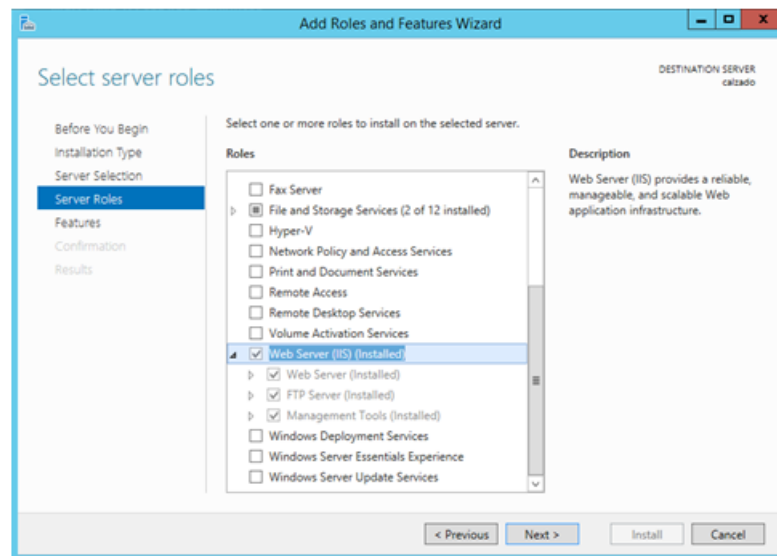 Add Roles and Features Wizard
Select server roles
DESTINATION SERVER
calzado
Before You Begin
Installation Type
Server Selection
Server Roles
Features
Confirmation
Results
Select one or more roles to install on the selected server.
Roles
Fax Server
File and Storage Services (2 of 12 installed)
Hyper-V
Network Policy and Access Services
Print and Document Services
Remote Access
Remote Desktop Services
Volume Activation Services
Web Server (IIS) (Installed)
Web Server (Installed)
FTP Server (Installed)
Management Tools (Installed)
Windows Deployment Services
Windows Server Essentials Experience
Windows Server Update Services
Description
Web Server (IIS) provides a reliable,
manageable, and scalable Web
application infrastructure.
< Previous
Next >
Install
Cancel